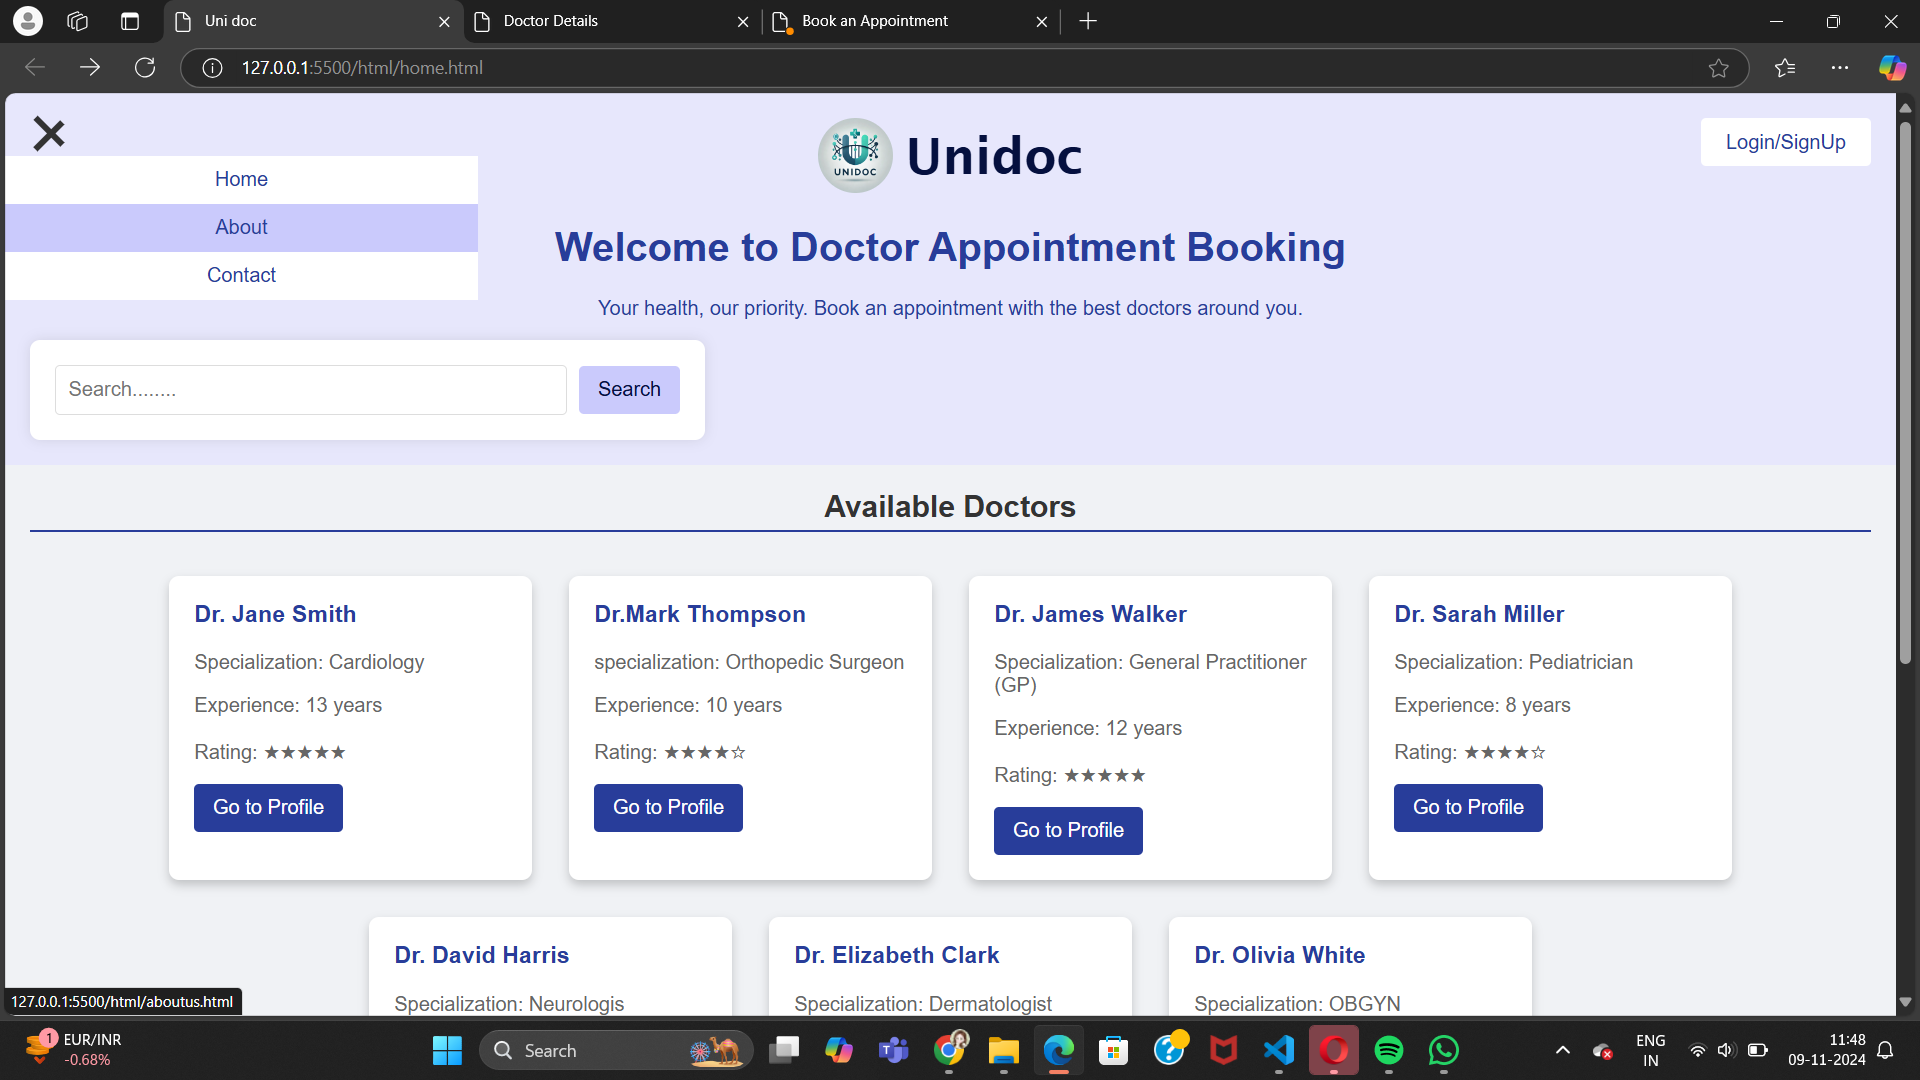 Uni doc
Doctor Details
Book an Appointment
127.0.0.1:5500/html/home.html
UNIDOC
Unidoc
Login/SignUp
Home
About
Contact
Welcome to Doctor Appointment Booking
Your health, our priority. Book an appointment with the best doctors around you.
Search........
Search
Available Doctors
Dr. Jane Smith
Specialization: Cardiology
Experience: 13 years
Rating: ★★★★★
Go to Profile
Dr.Mark Thompson
specialization: Orthopedic Surgeon
Experience: 10 years
Rating: ★★★★☆
Go to Profile
Dr. James Walker
Specialization: General Practitioner
(GP)
Experience: 12 years
Rating: ★★★★★
Go to Profile
Dr. Sarah Miller
Specialization: Pediatrician
Experience: 8 years
Rating: ★★★★☆
Go to Profile
Dr. David Harris
Specialization: Neurologis
Dr. Elizabeth Clark
Specialization: Dermatologist
Dr. Olivia White
Specialization: OBGYN
127.0.0.1:5500/html/aboutus.html
1
EUR/INR
-0.68%
Search
ENG
IN
11:48
09-11-2024